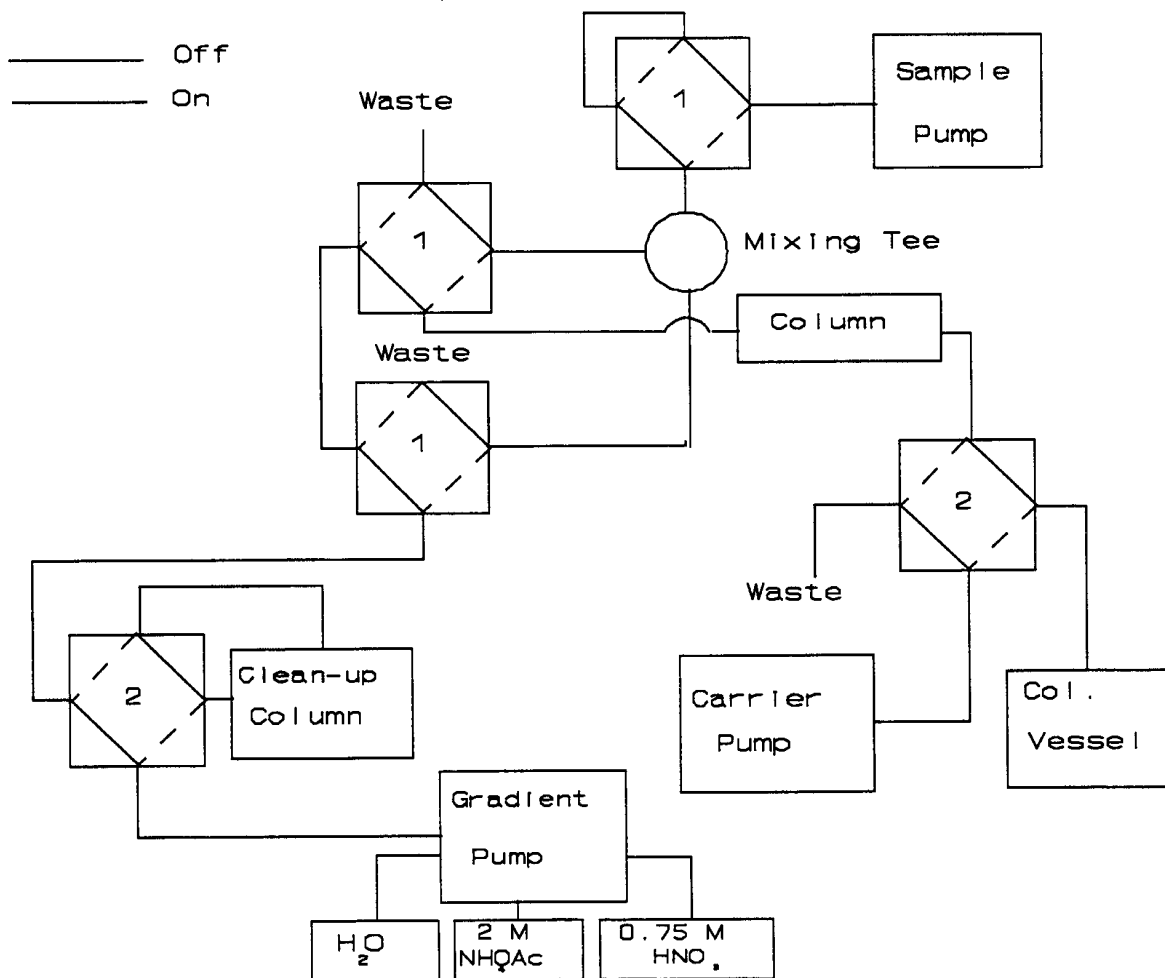 Off
On
Waste
1
Sample
Pump
1
Mixing Tee
Column
Waste
1
2
Waste
2
Clean-up
Column
Carrier
Pump
Col.
Vessel
Gradient
Pump
H2O
2 M
NH4OAc
0.75 M
HNO3